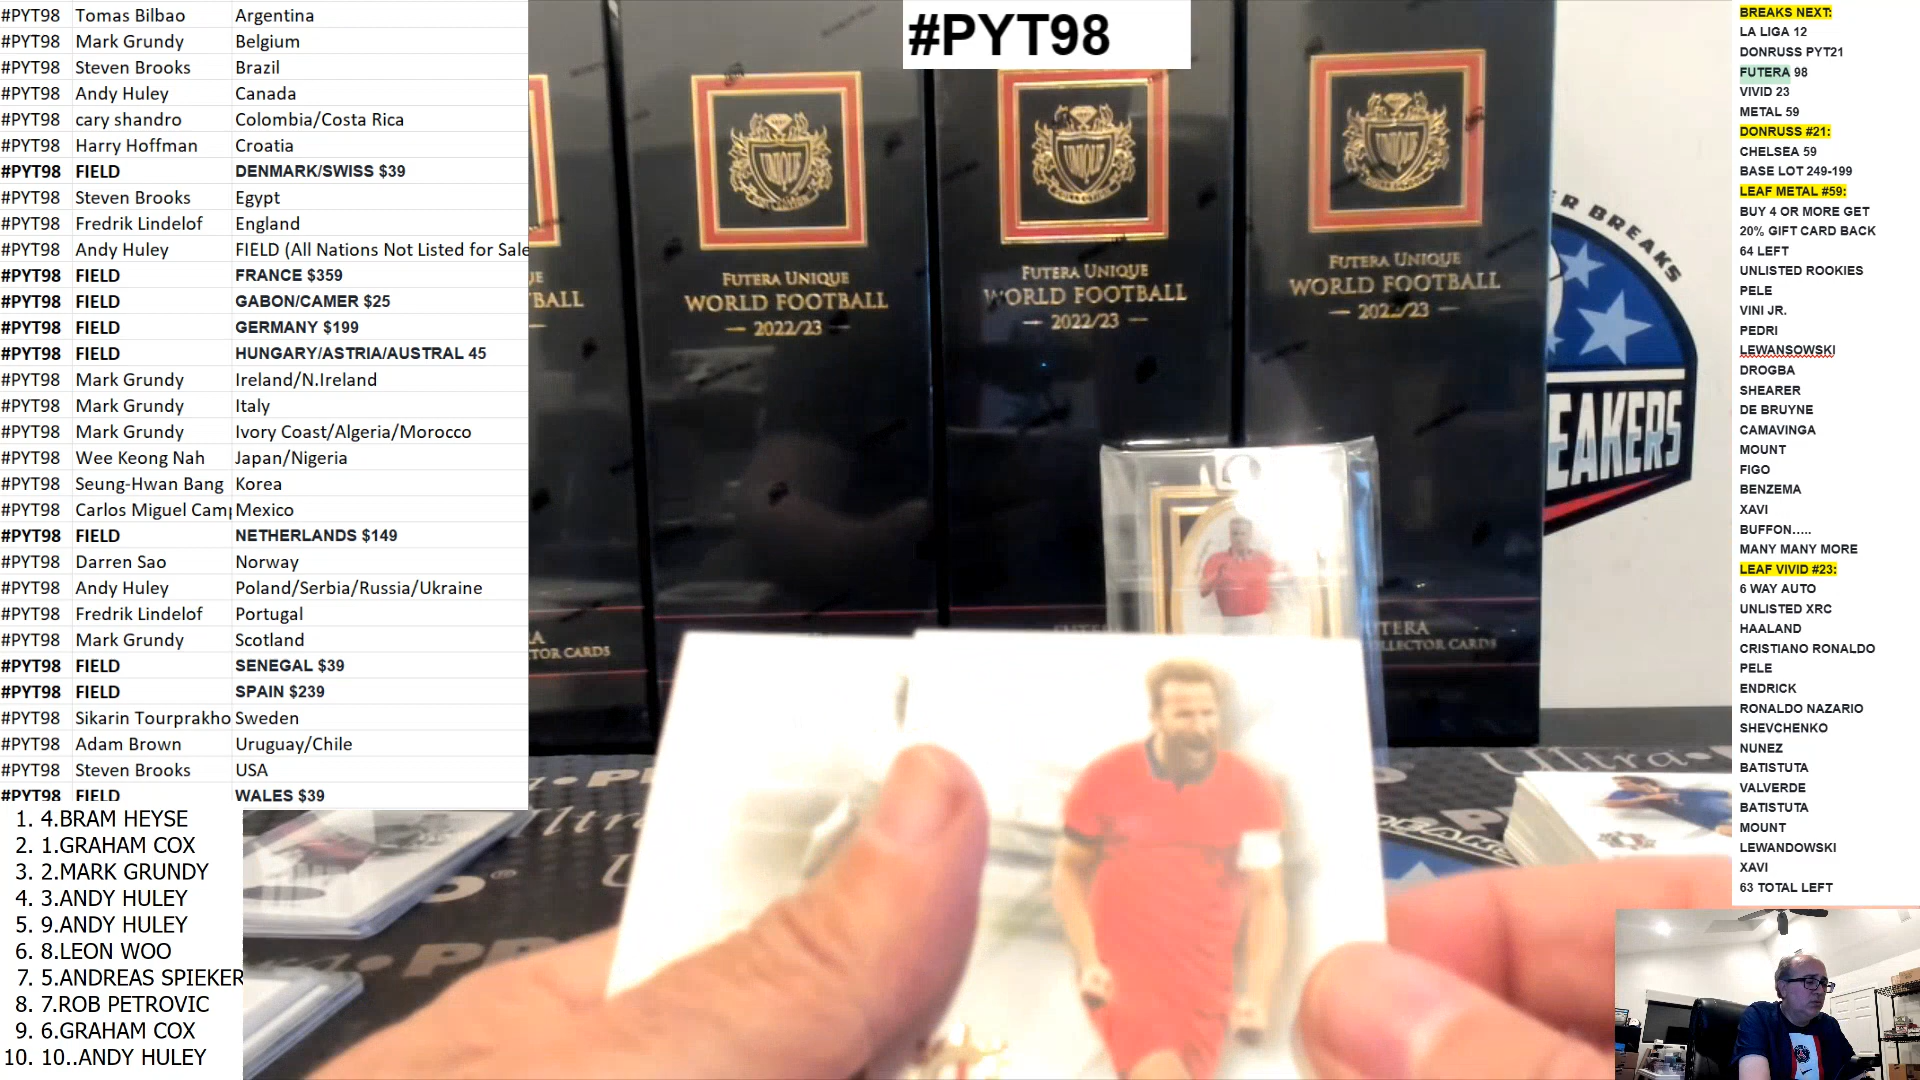 #PYT98 Tomas Bilbao Argentina
#PYT98 Mark Grundy Belgium
#PYT98 Steven Brooks Brazil
#PYT98 Andy Huley Canada
#PYT98 cary shandro Colombia/Costa Rica
#PYT98 Harry Hoffman Croatia
#PYT98 FIELD DENMARK/SWISS $39
#PYT98 Steven Brooks Egypt
#PYT98 Fredrik Lindelof England
#PYT98 Andy Huley FIELD (All Nations Not Listed for Sale
#PYT98 FIELD FRANCE $359
#PYT98 FIELD GABON/CAMER $25
#PYT98 FIELD GERMANY $199
#PYT98 FIELD HUNGARY/ASTRIA/AUSTRAL 45
#PYT98 Mark Grundy Ireland/N.Ireland
#PYT98 Mark Grundy Italy
#PYT98 Mark Grundy Ivory Coast/Algeria/Morocco
#PYT98 Wee Keong Nah Japan/Nigeria
#PYT98 Seung-Hwan Bang Korea
#PYT98 Carlos Miguel Cam Mexico
#PYT98 FIELD NETHERLANDS $149
#PYT98 Darren Sao Norway
#PYT98 Andy Huley Poland/Serbia/Russia/Ukraine
#PYT98 Fredrik Lindelof Portugal
#PYT98 Mark Grundy Scotland
#PYT98 FIELD SENEGAL $39
#PYT98 FIELD SPAIN $239
#PYT98 Sikarin Tourprakho Sweden
#PYT98 Adam Brown Uruguay/Chile
#PYT98 Steven Brooks USA
#PYT98 FIELD WALES $39
1. 4.BRAM HEYSE
2. 1.GRAHAM COX
3. 2.MARK GRUNDY
4. 3.ANDY HULEY
5. 9.ANDY HULEY
6. 8.LEON WOO
7. 5.ANDREAS SPIEKER
8. 7.ROB PETROVIC
9. 6.GRAHAM COX
10. 10..ANDY HULEY
#PYT98
UNIQUE
FUTERA UNIQUE
WORLD FOOTBALL
— 2022/23 —
UNIQUE
FUTERA UNIQUE
WORLD FOOTBALL
— 2022/23 —
UNIQUE
FUTERA UNIQUE
WORLD FOOTBALL
— 2022/23 —
BALL
TOR CARDS
TERA
COLLECTOR CARDS
ER BREAKS
EAKERS
Ultra PRO
BREAKS NEXT:
LA LIGA 12
DONRUSS PYT21
FUTERA 98
VIVID 23
METAL 59
DONRUSS #21:
CHELSEA 59
BASE LOT 249-199
LEAF METAL #59:
BUY 4 OR MORE GET
20% GIFT CARD BACK
64 LEFT
UNLISTED ROOKIES
PELE
VINI JR.
PEDRI
LEWANSOWSKI
DROGBA
SHEARER
DE BRUYNE
CAMAVINGA
MOUNT
FIGO
BENZEMA
XAVI
BUFFON.....
MANY MANY MORE
LEAF VIVID #23:
6 WAY AUTO
UNLISTED XRC
HAALAND
CRISTIANO RONALDO
PELE
ENDRICK
RONALDO NAZARIO
SHEVCHENKO
NUNEZ
BATISTUTA
VALVERDE
BATISTUTA
MOUNT
LEWANDOWSKI
XAVI
63 TOTAL LEFT